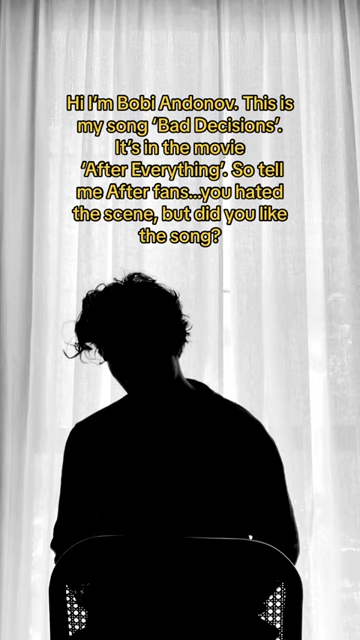 Hi I'm Bobi Andonov. This is
my song 'Bad Decisions'.
It's in the movie
'After Everything'. So tell
me After fans...you hated
the scene, but did you like
the song?